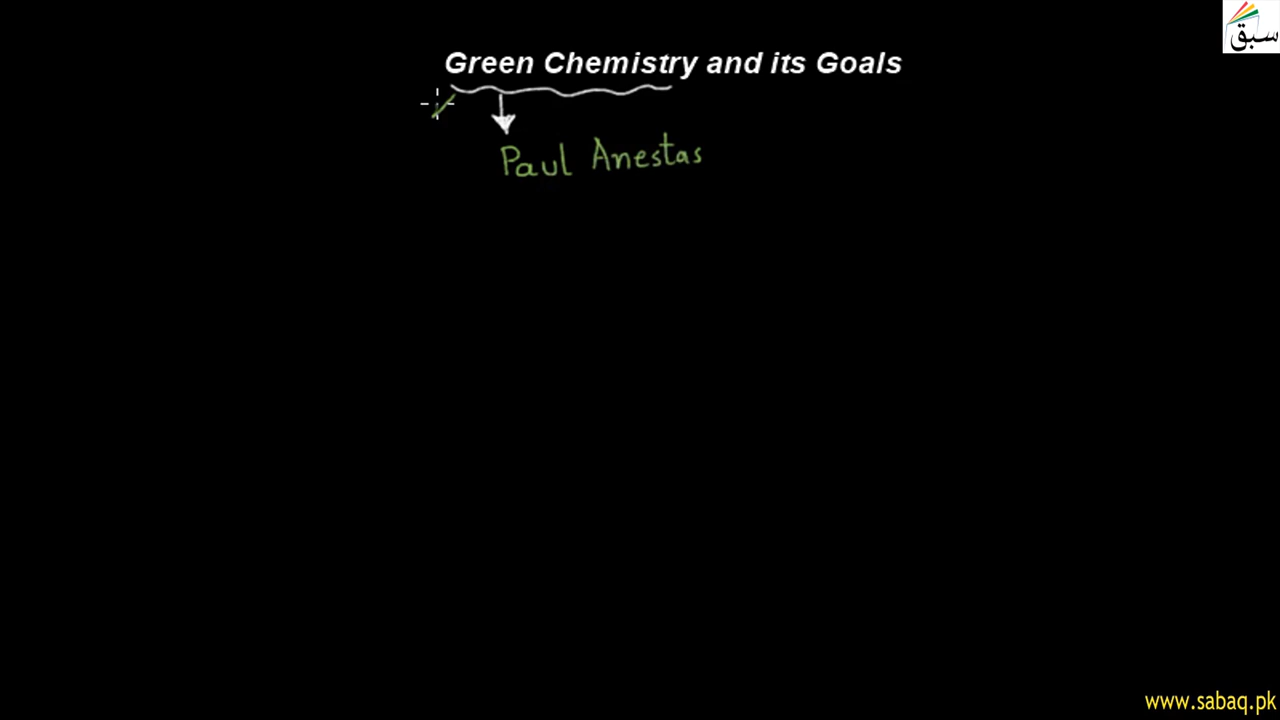 سبق
Green Chemistry and its Goals
Paul Anestas
www.sabaq.pk